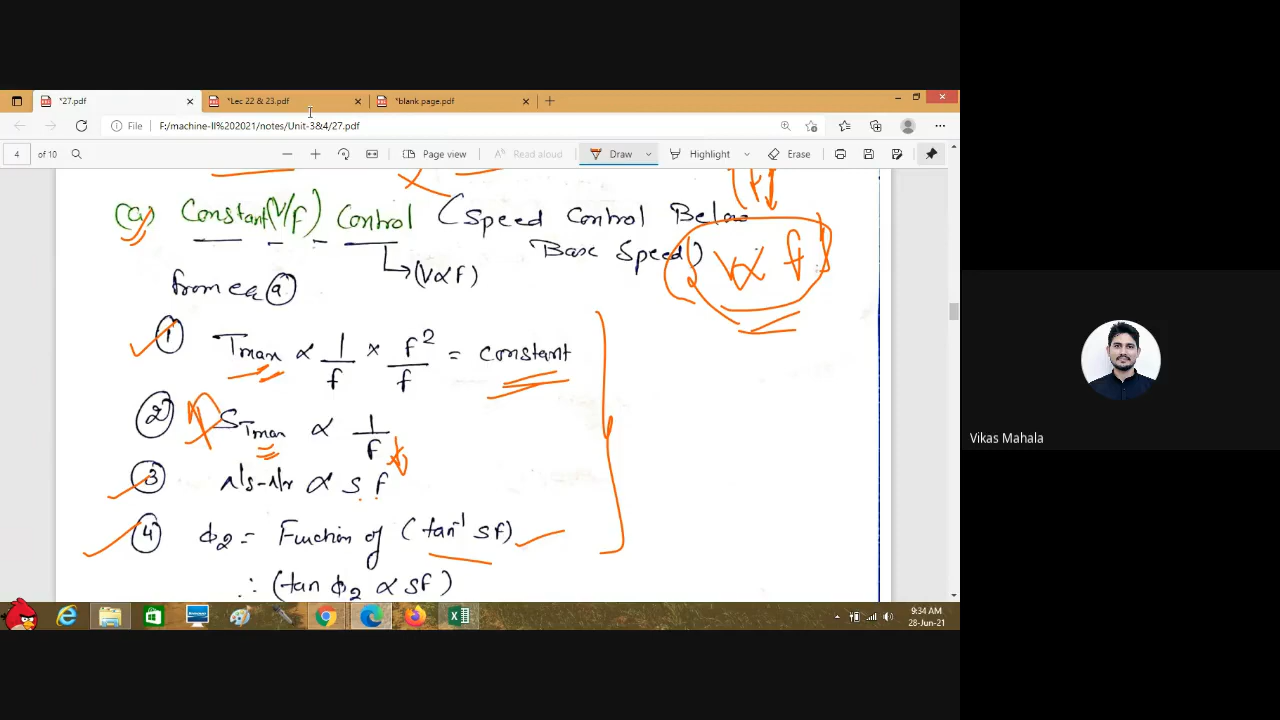 *27.pdf
*Lec 22 & 23.pdf
*blank page.pdf
File F:/machine-II%202021/notes/Unit-3&4/27.pdf
4 of 10
Page view
Read aloud
Draw
Highlight
Erase
(a) Constant (V/f) Control (Speed Control Below
Base Speed)
(V∝f)
V∝ f
from eq (a)
① Tmax ∝ 1/f × f²/f = constant
② STmax ∝ 1/f
③ Ns-Nr ∝ s f
④ ϕ2 = Function of (tan⁻¹ sf)
∴ (tan ϕ2 ∝ sf)
Vikas Mahala
9:34 AM
28-Jun-21